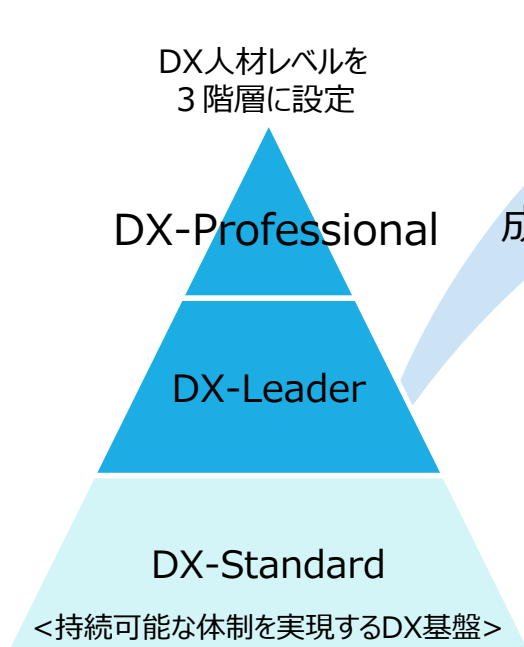 DX人材レベルを
３階層に設定
DX-Professional
成
DX-Leader
DX-Standard
<持続可能な体制を実現するDX基盤>